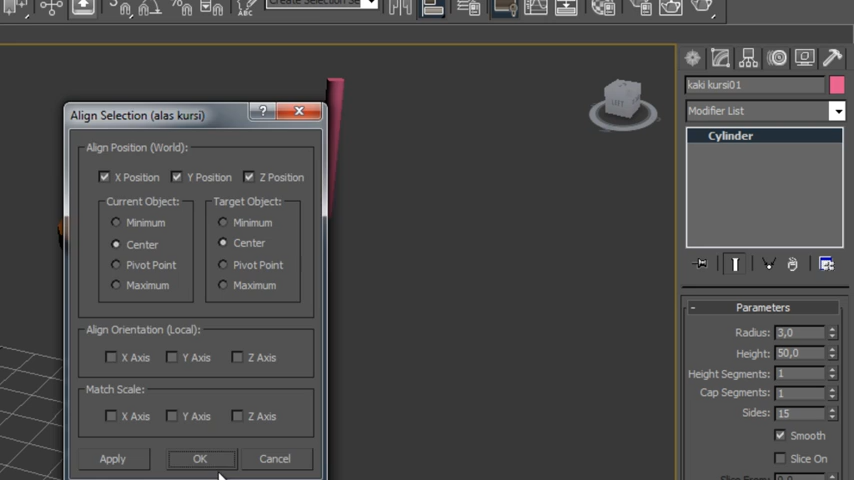 ABC
Create Selection Se
kaki kursi01
Modifier List
Cylinder
Align Selection (alas kursi)
?
Align Position (World):
X Position Y Position Z Position
Current Object: Target Object:
Minimum Minimum
Center Center
Pivot Point Pivot Point
Maximum Maximum
Align Orientation (Local):
X Axis Y Axis Z Axis
Match Scale:
X Axis Y Axis Z Axis
Apply OK Cancel
- Parameters
Radius: 3,0
Height: 50,0
Height Segments: 1
Cap Segments: 1
Sides: 15
Smooth
Slice On